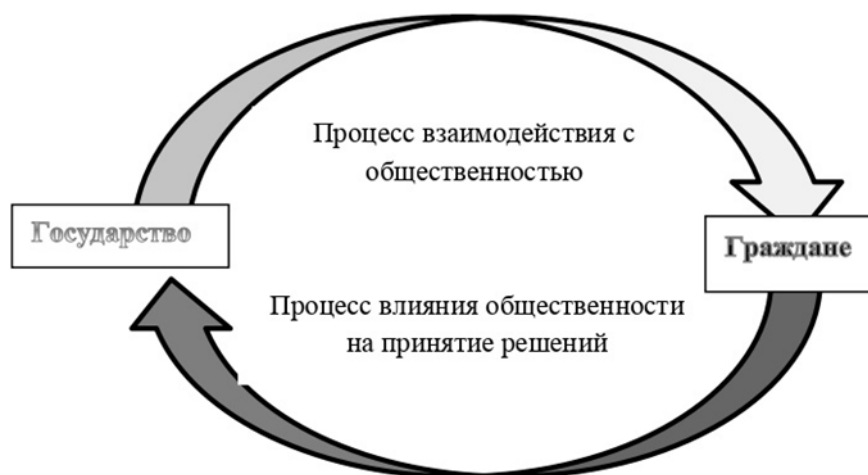 Процесс взаимодействия с
общественностью
Государство
Граждане
Процесс влияния общественности
на принятие решений